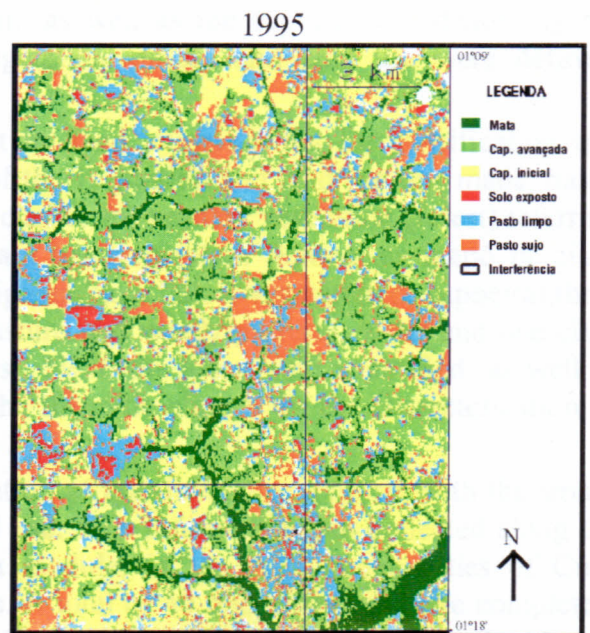 1995
3 km
01°09'
LEGENDA
Mata
Cap. avançada
Cap. inicial
Solo exposto
Pasto limpo
Pasto sujo
Interferência
N
01°18'